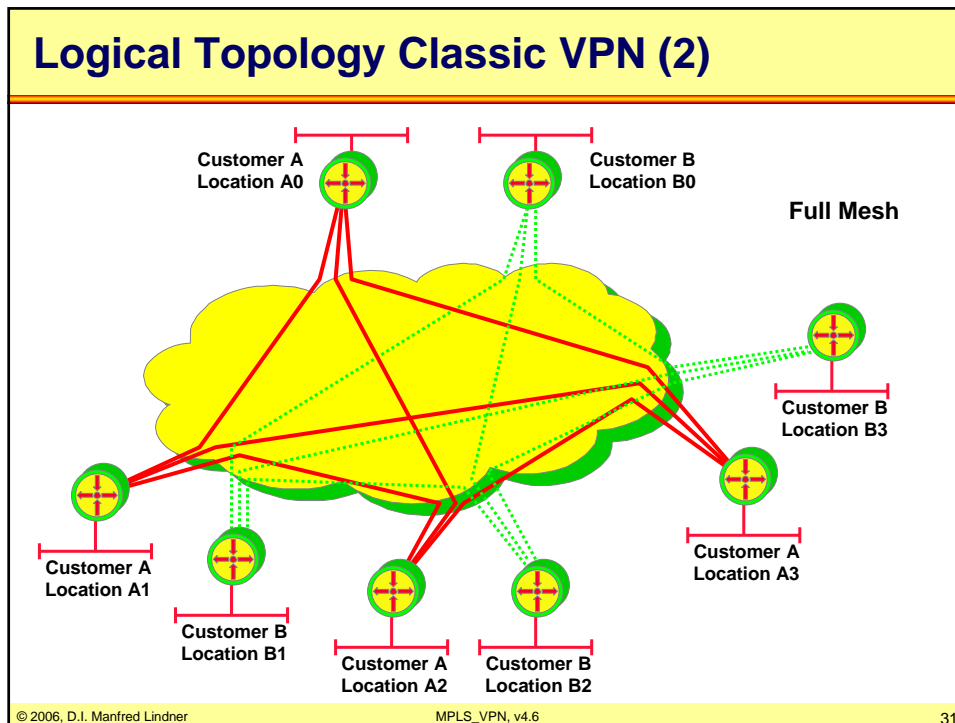 Logical Topology Classic VPN (2)
Customer A
Location A0
Customer B
Location B0
Full Mesh
Customer B
Location B3
Customer A
Location A3
Customer A
Location A1
Customer B
Location B1
Customer A
Location A2
Customer B
Location B2
© 2006, D.I. Manfred Lindner
MPLS_VPN, v4.6
31